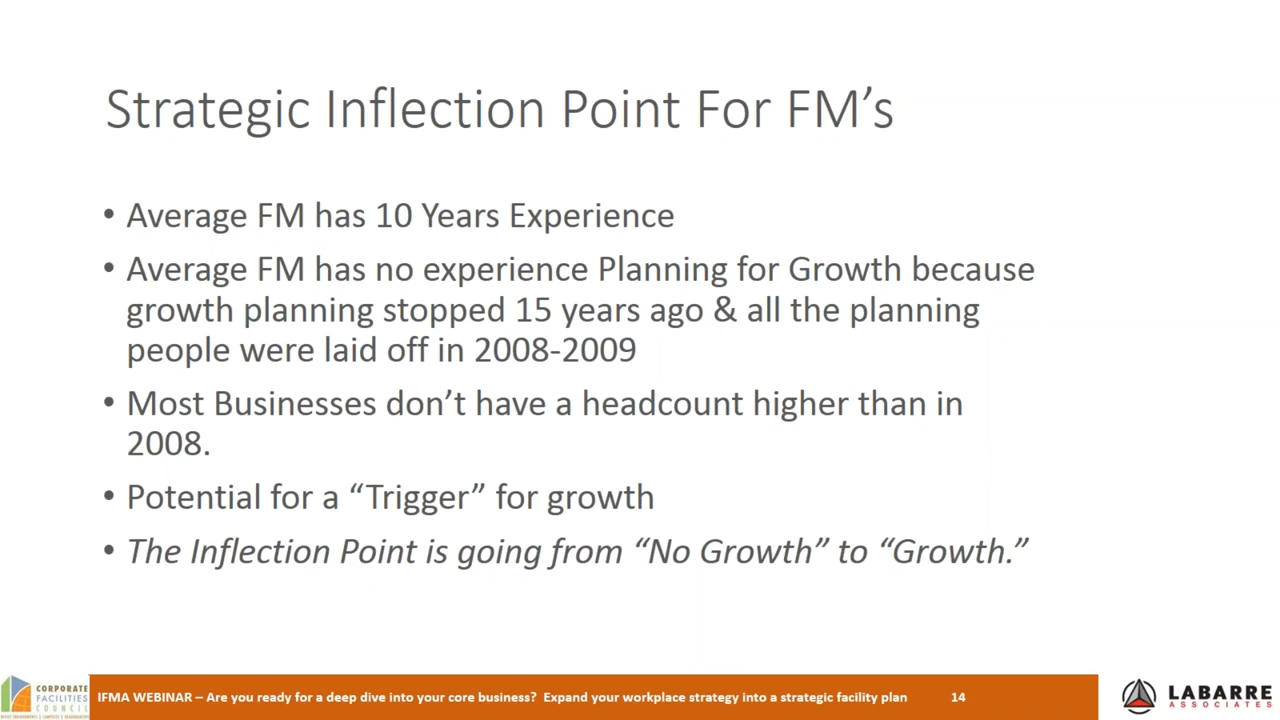 Strategic Inflection Point For FM’s
• Average FM has 10 Years Experience
• Average FM has no experience Planning for Growth because
growth planning stopped 15 years ago & all the planning
people were laid off in 2008-2009
• Most Businesses don’t have a headcount higher than in
2008.
• Potential for a “Trigger” for growth
• The Inflection Point is going from “No Growth” to “Growth.”
CORPORATE
FACILITIES
COUNCIL
IFMA WEBINAR – Are you ready for a deep dive into your core business? Expand your workplace strategy into a strategic facility plan
14
LABARRE
ASSOCIATES